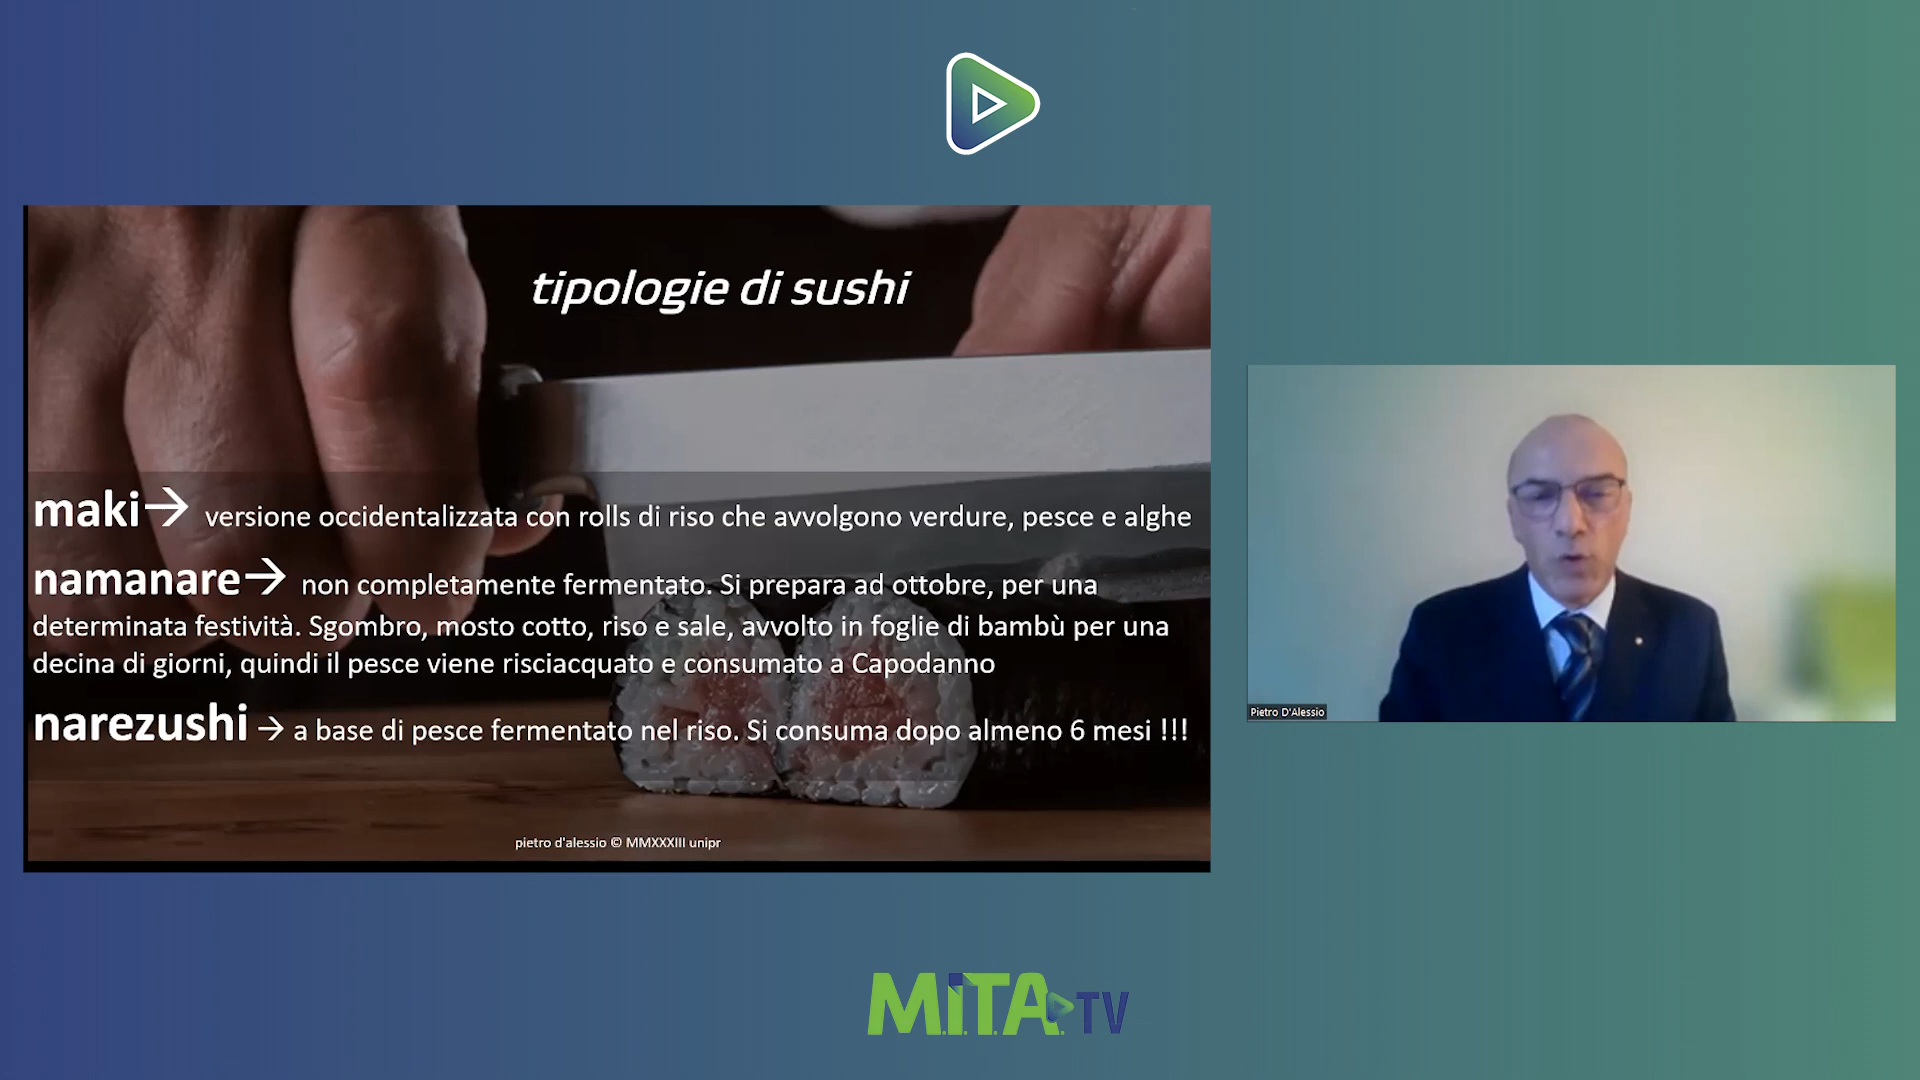 tipologie di sushi
maki→ versione occidentalizzata con rolls di riso che avvolgono verdure, pesce e alghe
namanare→ non completamente fermentato. Si prepara ad ottobre, per una
determinata festività. Sgombro, mosto cotto, riso e sale, avvolto in foglie di bambù per una
decina di giorni, quindi il pesce viene risciacquato e consumato a Capodanno
narezushi → a base di pesce fermentato nel riso. Si consuma dopo almeno 6 mesi !!!
pietro d'alessio © MMXXXIII unipr
Pietro D'Alessio
M.i.T.A. TV